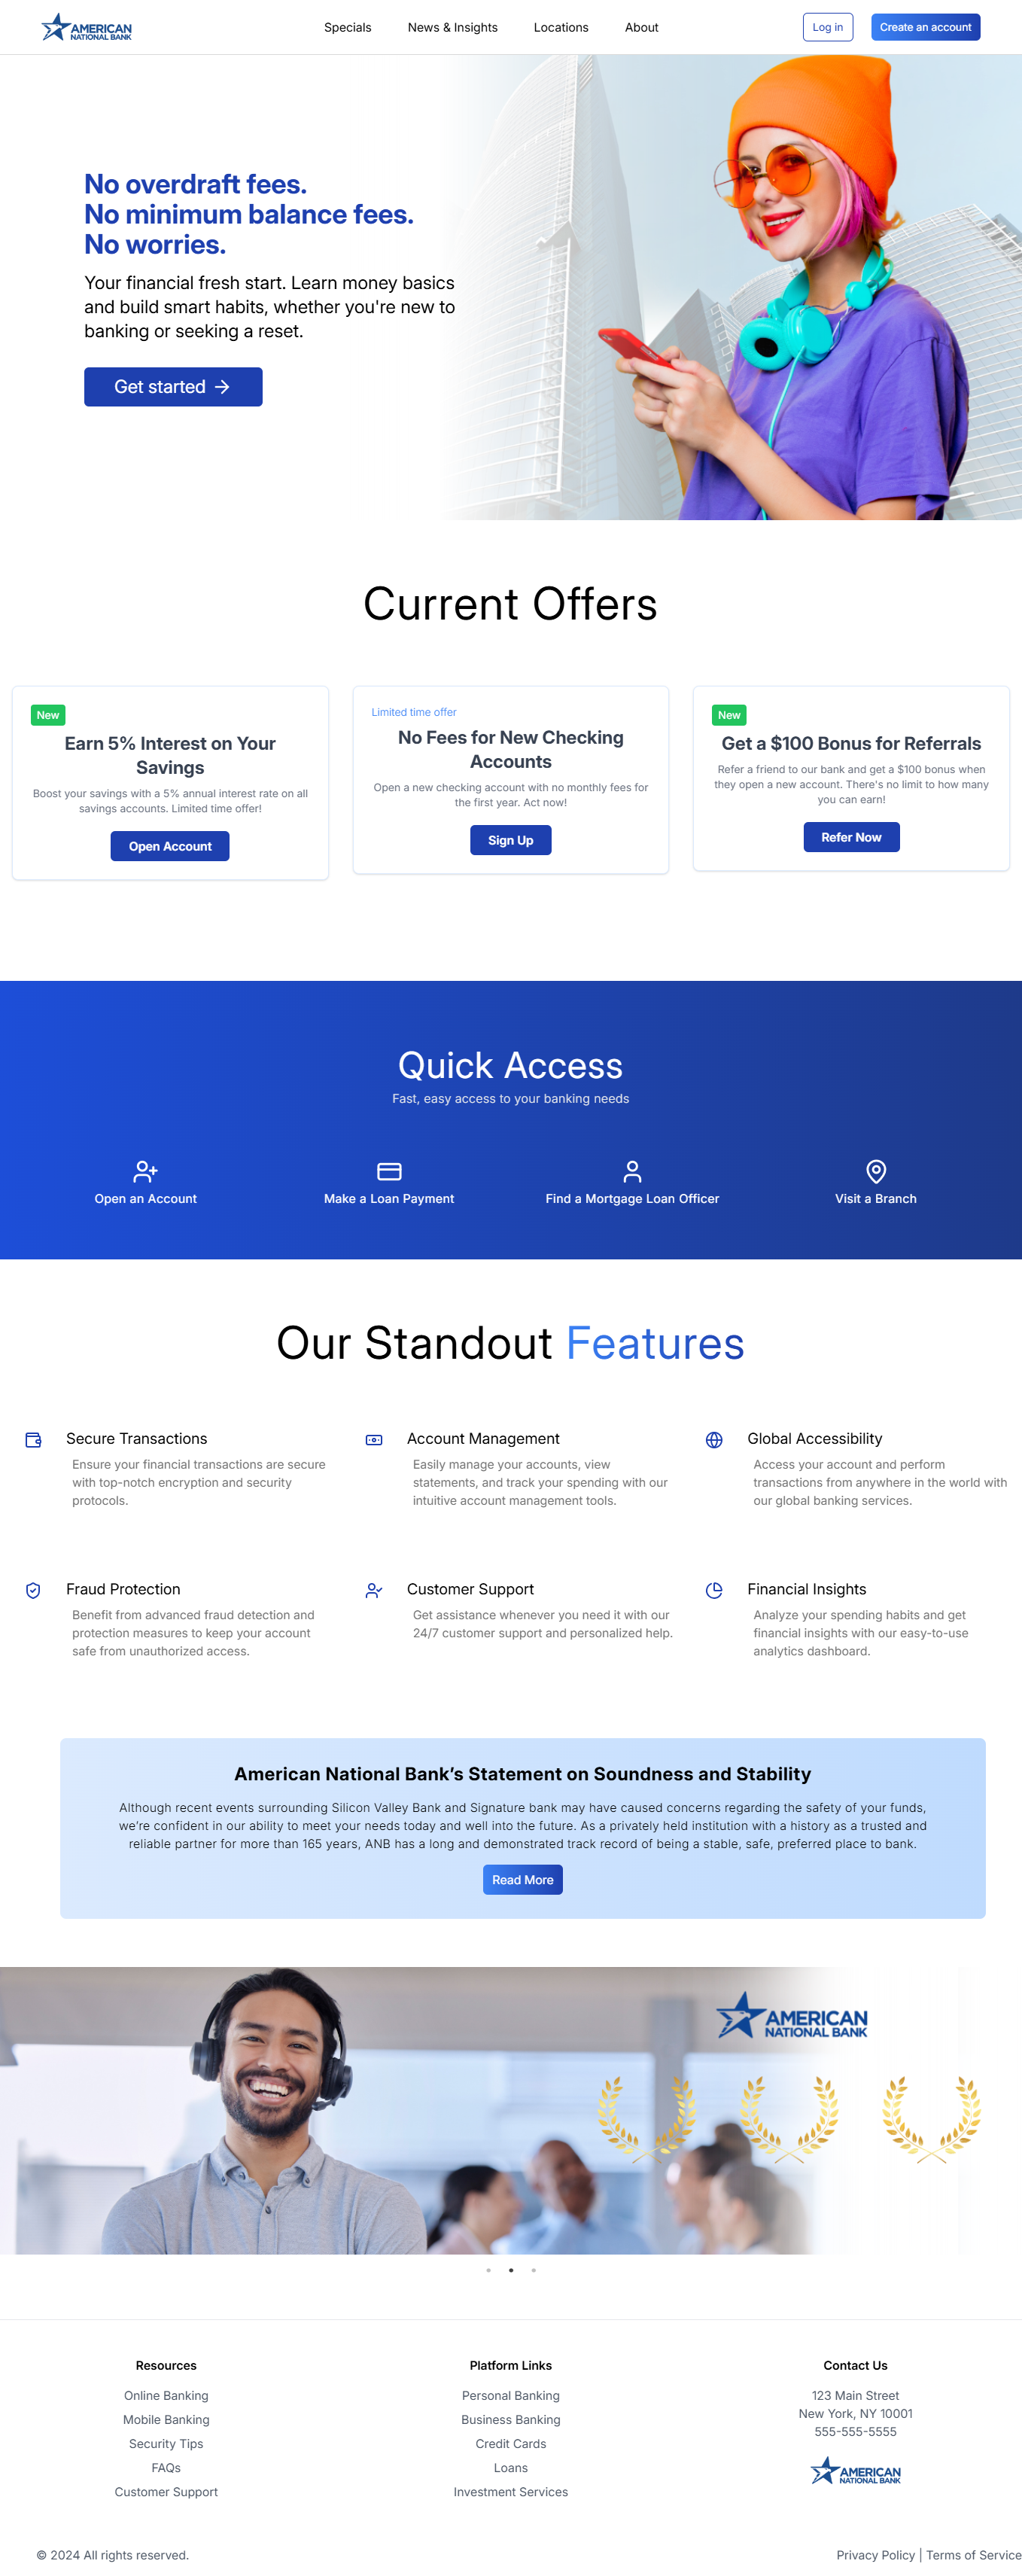 AMERICAN
NATIONAL BANK
Specials
News & Insights
Locations
About
Log in
Create an account
No overdraft fees.
No minimum balance fees.
No worries.
Your financial fresh start. Learn money basics
and build smart habits, whether you're new to
banking or seeking a reset.
Get started
Current Offers
New
Earn 5% Interest on Your
Savings
Boost your savings with a 5% annual interest rate on all
savings accounts. Limited time offer!
Open Account
Limited time offer
No Fees for New Checking
Accounts
Open a new checking account with no monthly fees for
the first year. Act now!
Sign Up
New
Get a $100 Bonus for Referrals
Refer a friend to our bank and get a $100 bonus when
they open a new account. There's no limit to how many
you can earn!
Refer Now
Quick Access
Fast, easy access to your banking needs
Open an Account
Make a Loan Payment
Find a Mortgage Loan Officer
Visit a Branch
Our Standout Features
Secure Transactions
Ensure your financial transactions are secure
with top-notch encryption and security
protocols.
Account Management
Easily manage your accounts, view
statements, and track your spending with our
intuitive account management tools.
Global Accessibility
Access your account and perform
transactions from anywhere in the world with
our global banking services.
Fraud Protection
Benefit from advanced fraud detection and
protection measures to keep your account
safe from unauthorized access.
Customer Support
Get assistance whenever you need it with our
24/7 customer support and personalized help.
Financial Insights
Analyze your spending habits and get
financial insights with our easy-to-use
analytics dashboard.
American National Bank’s Statement on Soundness and Stability
Although recent events surrounding Silicon Valley Bank and Signature bank may have caused concerns regarding the safety of your funds,
we’re confident in our ability to meet your needs today and well into the future. As a privately held institution with a history as a trusted and
reliable partner for more than 165 years, ANB has a long and demonstrated track record of being a stable, safe, preferred place to bank.
Read More
AMERICAN
NATIONAL BANK
Resources
Online Banking
Mobile Banking
Security Tips
FAQs
Customer Support
Platform Links
Personal Banking
Business Banking
Credit Cards
Loans
Investment Services
Contact Us
123 Main Street
New York, NY 10001
555-555-5555
AMERICAN
NATIONAL BANK
© 2024 All rights reserved.
Privacy Policy | Terms of Service